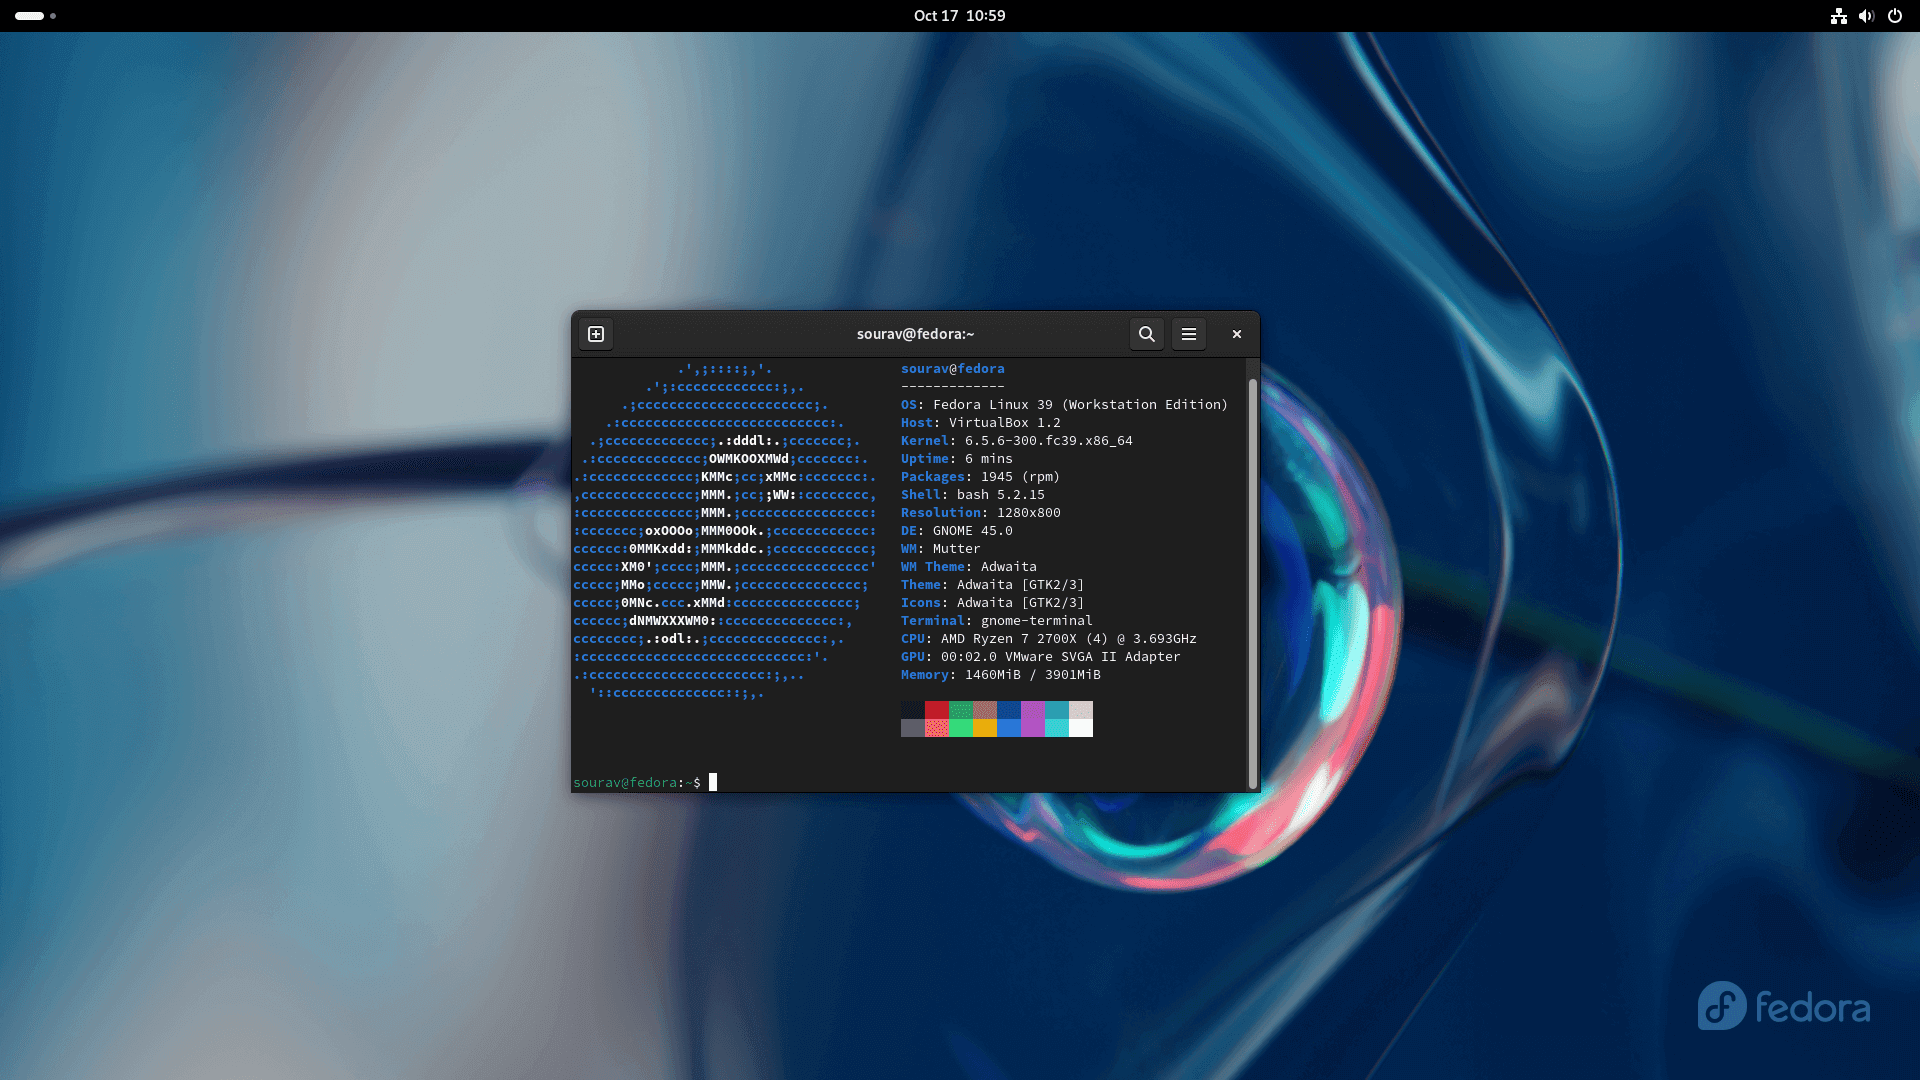 Oct 17 10:59
sourav@fedora:~
.',;::::;,'.
.';:cccccccccccc:;,.
.;cccccccccccccccccccccc;.
.:cccccccccccccccccccccccccc:.
.;ccccccccccccc;.:dddl:.;ccccccc;.
.:ccccccccccccc;OWMKOOXMWd;ccccccc:.
.:ccccccccccccc;KMMc;cc;xMMc:ccccccc:.
,cccccccccccccc;MMM.;cc;;WW::cccccccc,
:cccccccccccccc;MMM.;cccccccccccccccc:
:ccccccc;oxOOOo;MMM0OOk.;cccccccccccc:
cccccc:0MMKxdd:;MMMkddc.;cccccccccccc;
ccccc:XM0';cccc;MMM.;cccccccccccccccc'
ccccc;MMo;ccccc;MMW.;ccccccccccccccc;
ccccc;0MNc.ccc.xMMd:ccccccccccccccc;
cccccc;dNMWXXXWM0::cccccccccccccc:,
cccccccc;.:odl:.;cccccccccccccc:,.
:cccccccccccccccccccccccccccc:'.
.:cccccccccccccccccccccc:;,..
'::cccccccccccccc::;,.
sourav@fedora
-------------
OS: Fedora Linux 39 (Workstation Edition)
Host: VirtualBox 1.2
Kernel: 6.5.6-300.fc39.x86_64
Uptime: 6 mins
Packages: 1945 (rpm)
Shell: bash 5.2.15
Resolution: 1280x800
DE: GNOME 45.0
WM: Mutter
WM Theme: Adwaita
Theme: Adwaita [GTK2/3]
Icons: Adwaita [GTK2/3]
Terminal: gnome-terminal
CPU: AMD Ryzen 7 2700X (4) @ 3.693GHz
GPU: 00:02.0 VMware SVGA II Adapter
Memory: 1460MiB / 3901MiB
sourav@fedora:~$
fedora